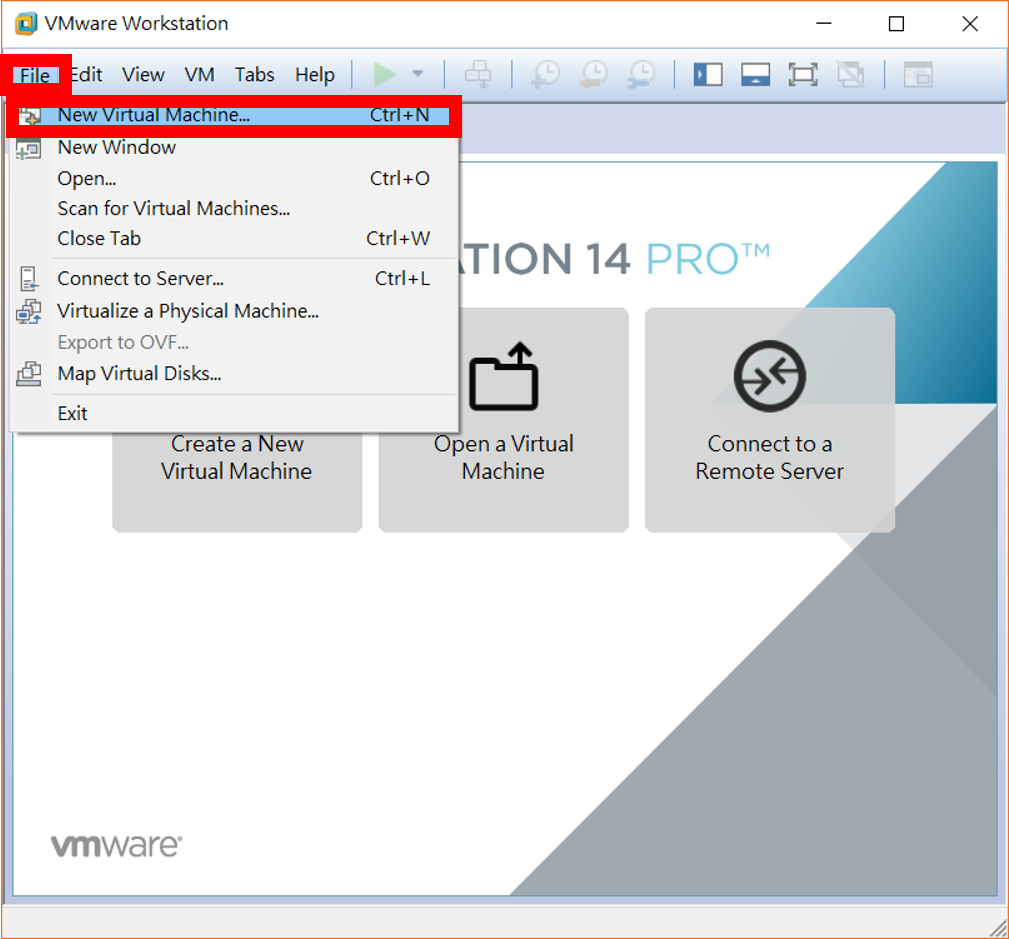 VMware Workstation
File Edit View VM Tabs Help
New Virtual Machine... Ctrl+N
New Window
Open... Ctrl+O
Scan for Virtual Machines...
Close Tab Ctrl+W
Connect to Server... Ctrl+L
Virtualize a Physical Machine...
Export to OVF...
Map Virtual Disks...
Exit
ATION 14 PRO™
Create a New
Virtual Machine
Open a Virtual
Machine
Connect to a
Remote Server
vmware®